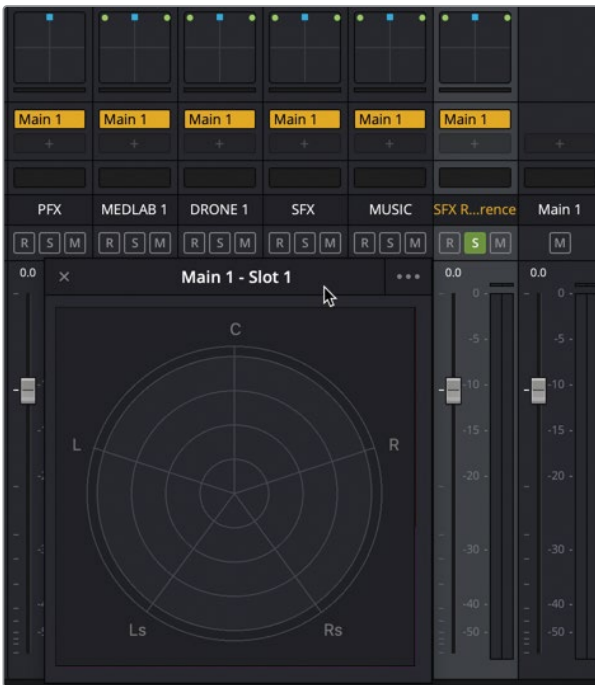 Main 1 Main 1 Main 1 Main 1 Main 1 Main 1
+ + + + + + +
PFX MEDLAB 1 DRONE 1 SFX MUSIC SFX R...rence Main 1
R S M R S M R S M R S M R S M R S M M
0.0 × Main 1 - Slot 1 ••• 0.0 0.0
0 - 0 -
C
-5 - -5 -
-10 - -10 -
-15 - -15 -
L R
-20 - -20 -
-30 - -30 -
-40 - -40 -
Ls Rs
-50 - -50 -